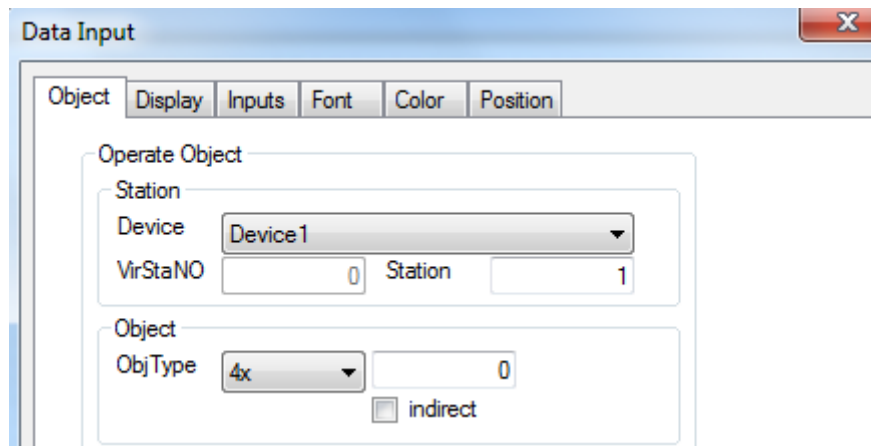 Data Input
Object Display Inputs Font Color Position
Operate Object
Station
Device Device1
VirStaNO 0 Station 1
Object
ObjType 4x 0
indirect